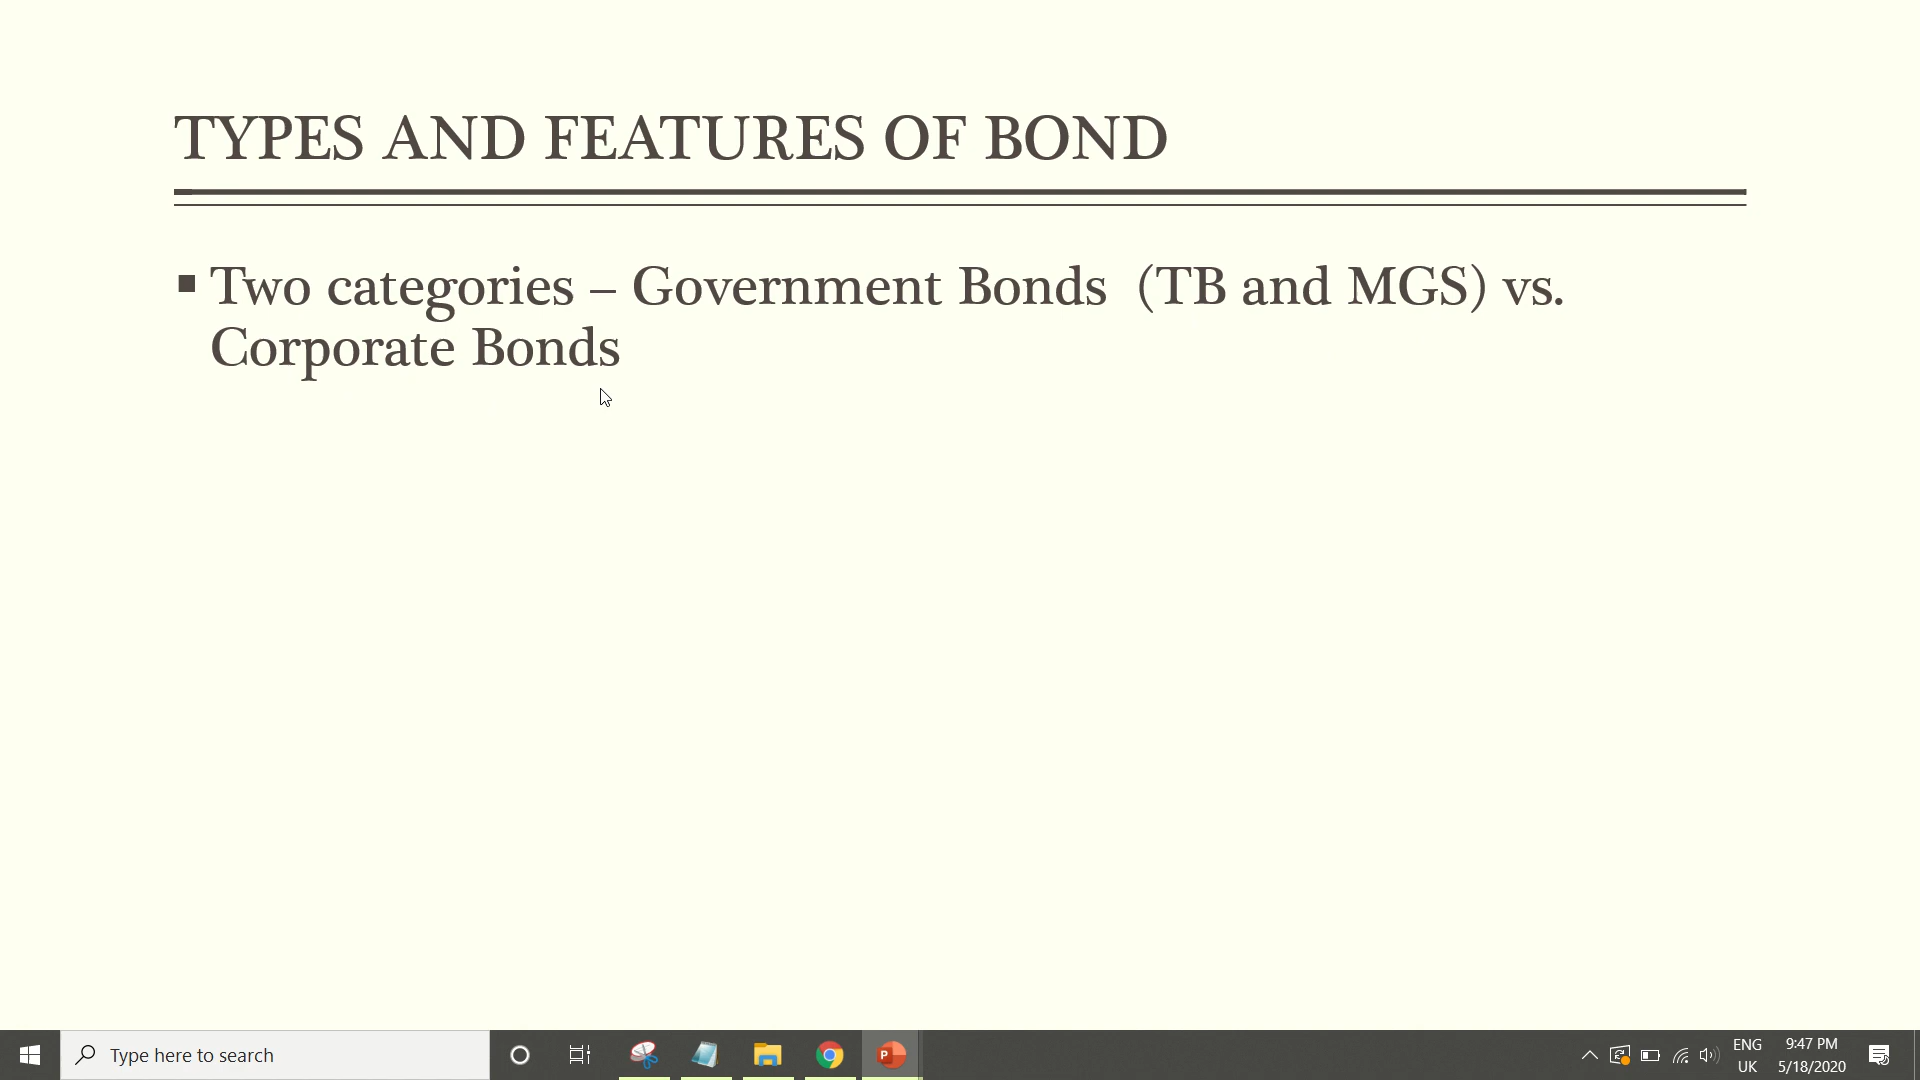 TYPES AND FEATURES OF BOND
▪ Two categories – Government Bonds (TB and MGS) vs.
Corporate Bonds
Type here to search
ENG
UK
9:47 PM
5/18/2020